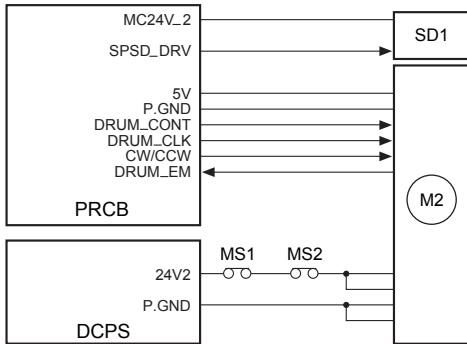 MC24V_2
SPSD_DRV
SD1
5V
P.GND
DRUM_CONT
DRUM_CLK
CW/CCW
DRUM_EM
PRCB
M2
MS1 MS2
24V2
P.GND
DCPS